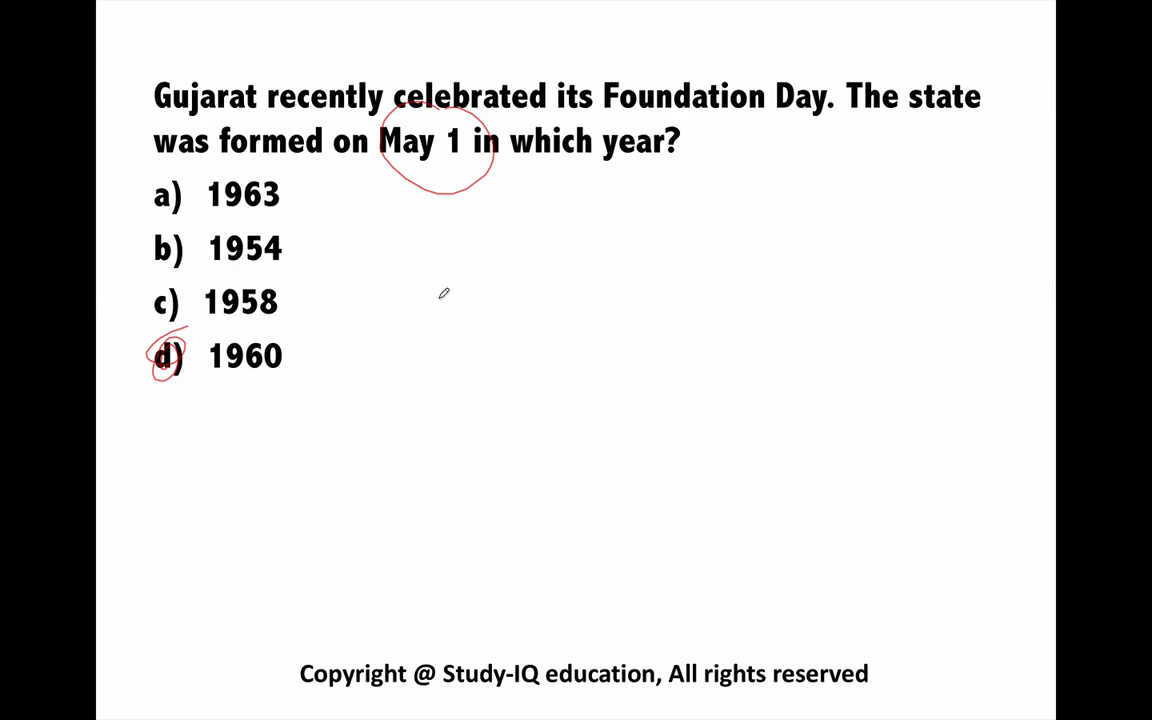 Gujarat recently celebrated its Foundation Day. The state
was formed on May 1 in which year?
a) 1963
b) 1954
c) 1958
d) 1960
Copyright @ Study-IQ education, All rights reserved